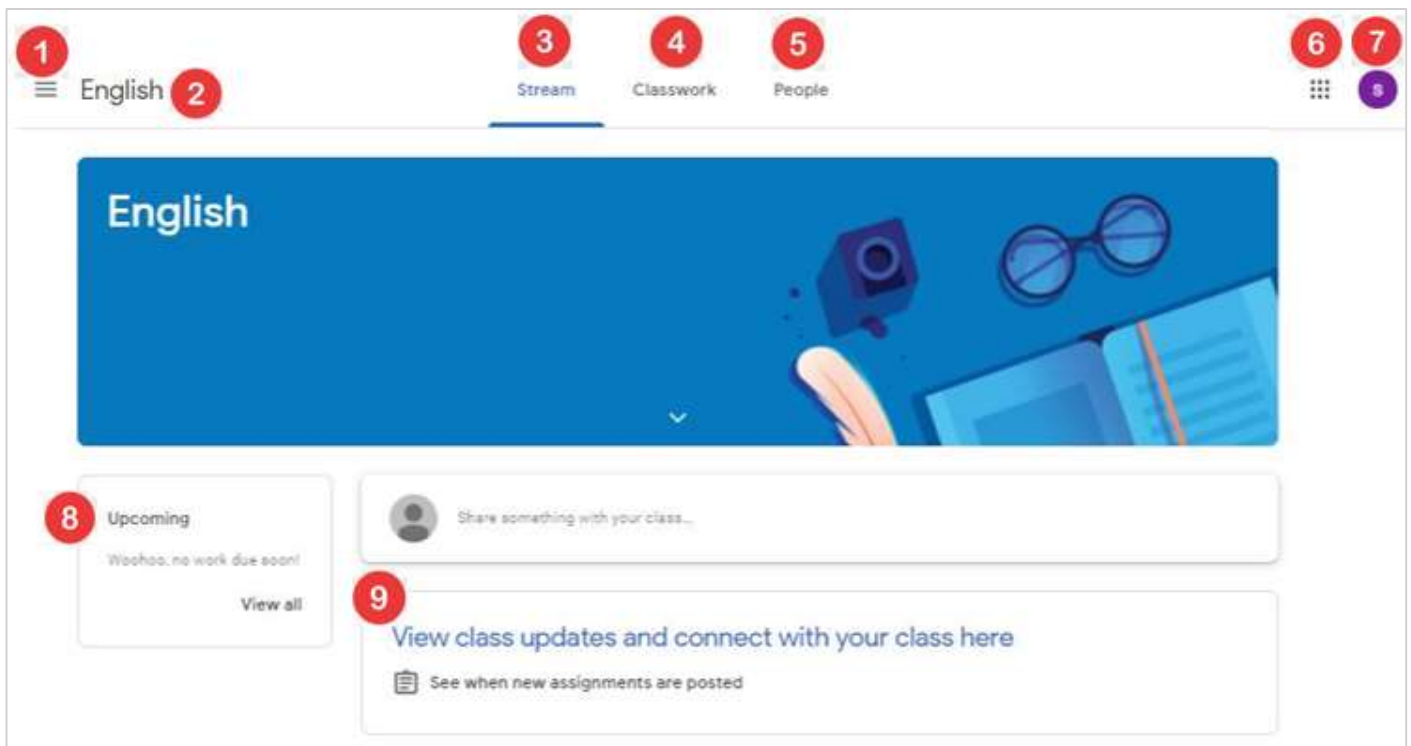 1
3
4
5
6
7
English
2
Stream
Classwork
People
S
English
8
Upcoming
Share something with your class...
Woohoo, no work due soon!
View all
9
View class updates and connect with your class here
See when new assignments are posted